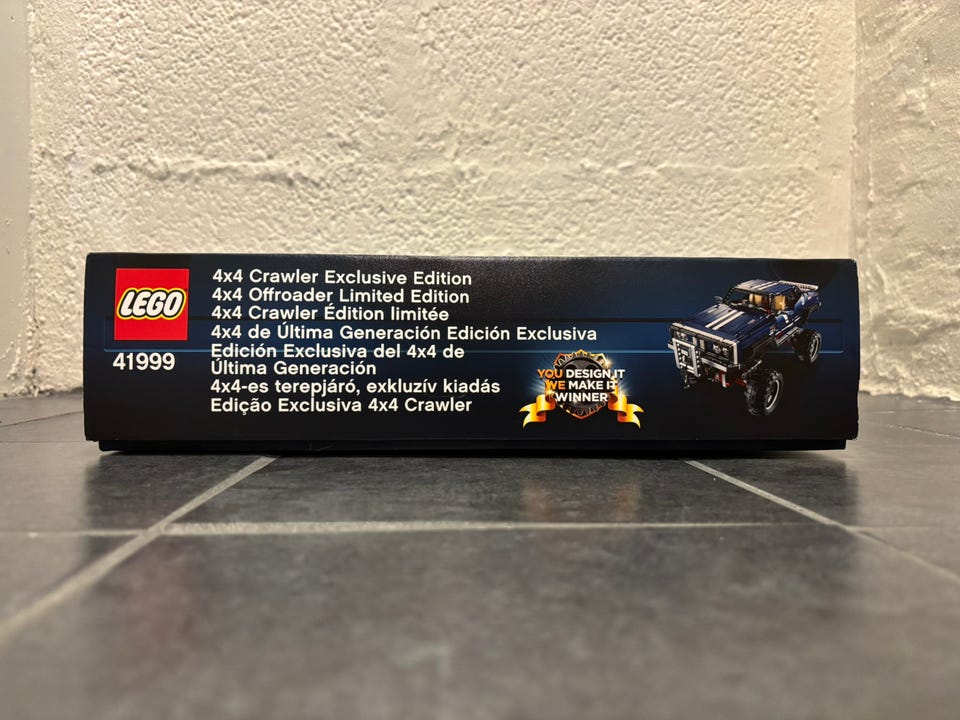 LEGO
41999
4x4 Crawler Exclusive Edition
4x4 Offroader Limited Edition
4x4 Crawler Édition limitée
4x4 de Última Generación Edición Exclusiva
Edición Exclusiva del 4x4 de
Última Generación
4x4-es terepjáró, exkluzív kiadás
Edição Exclusiva 4x4 Crawler
YOU DESIGN IT
WE MAKE IT
WINNER